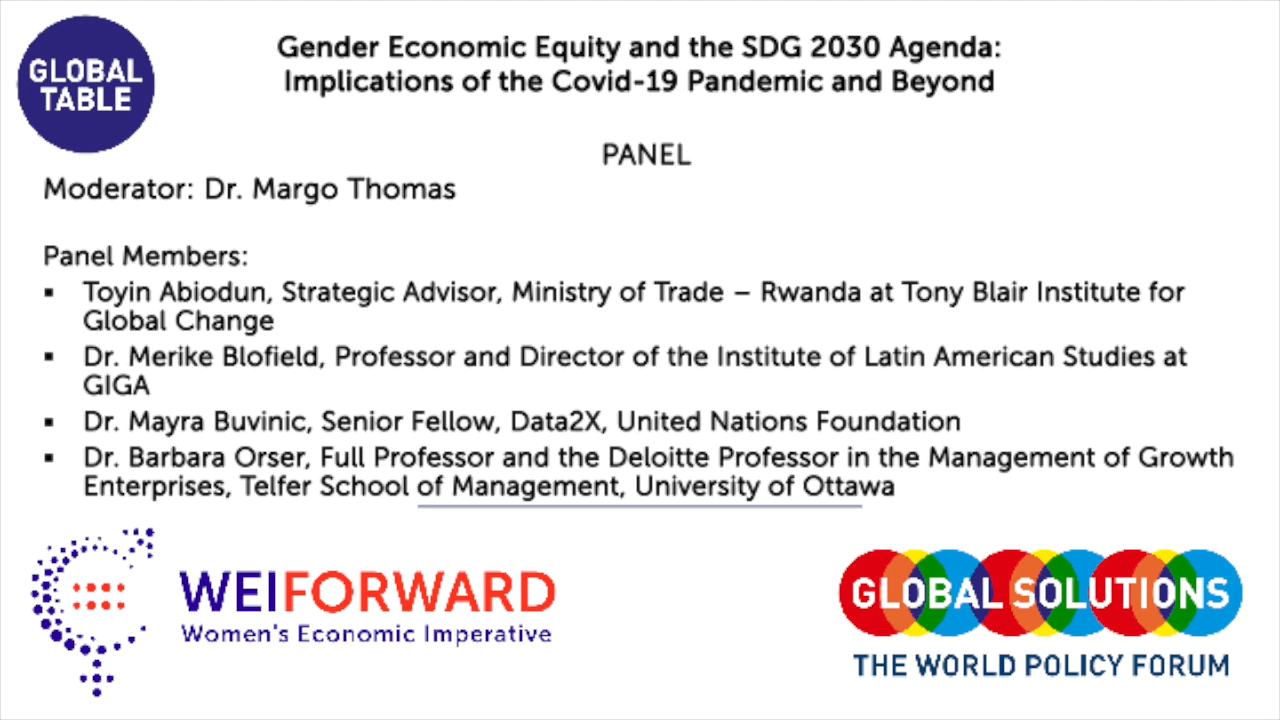 GLOBAL
TABLE
Gender Economic Equity and the SDG 2030 Agenda:
Implications of the Covid-19 Pandemic and Beyond
PANEL
Moderator: Dr. Margo Thomas
Panel Members:
▪ Toyin Abiodun, Strategic Advisor, Ministry of Trade – Rwanda at Tony Blair Institute for
Global Change
▪ Dr. Merike Blofield, Professor and Director of the Institute of Latin American Studies at
GIGA
▪ Dr. Mayra Buvinic, Senior Fellow, Data2X, United Nations Foundation
▪ Dr. Barbara Orser, Full Professor and the Deloitte Professor in the Management of Growth
Enterprises, Telfer School of Management, University of Ottawa
WEIFORWARD
Women's Economic Imperative
GLOBAL SOLUTIONS
THE WORLD POLICY FORUM